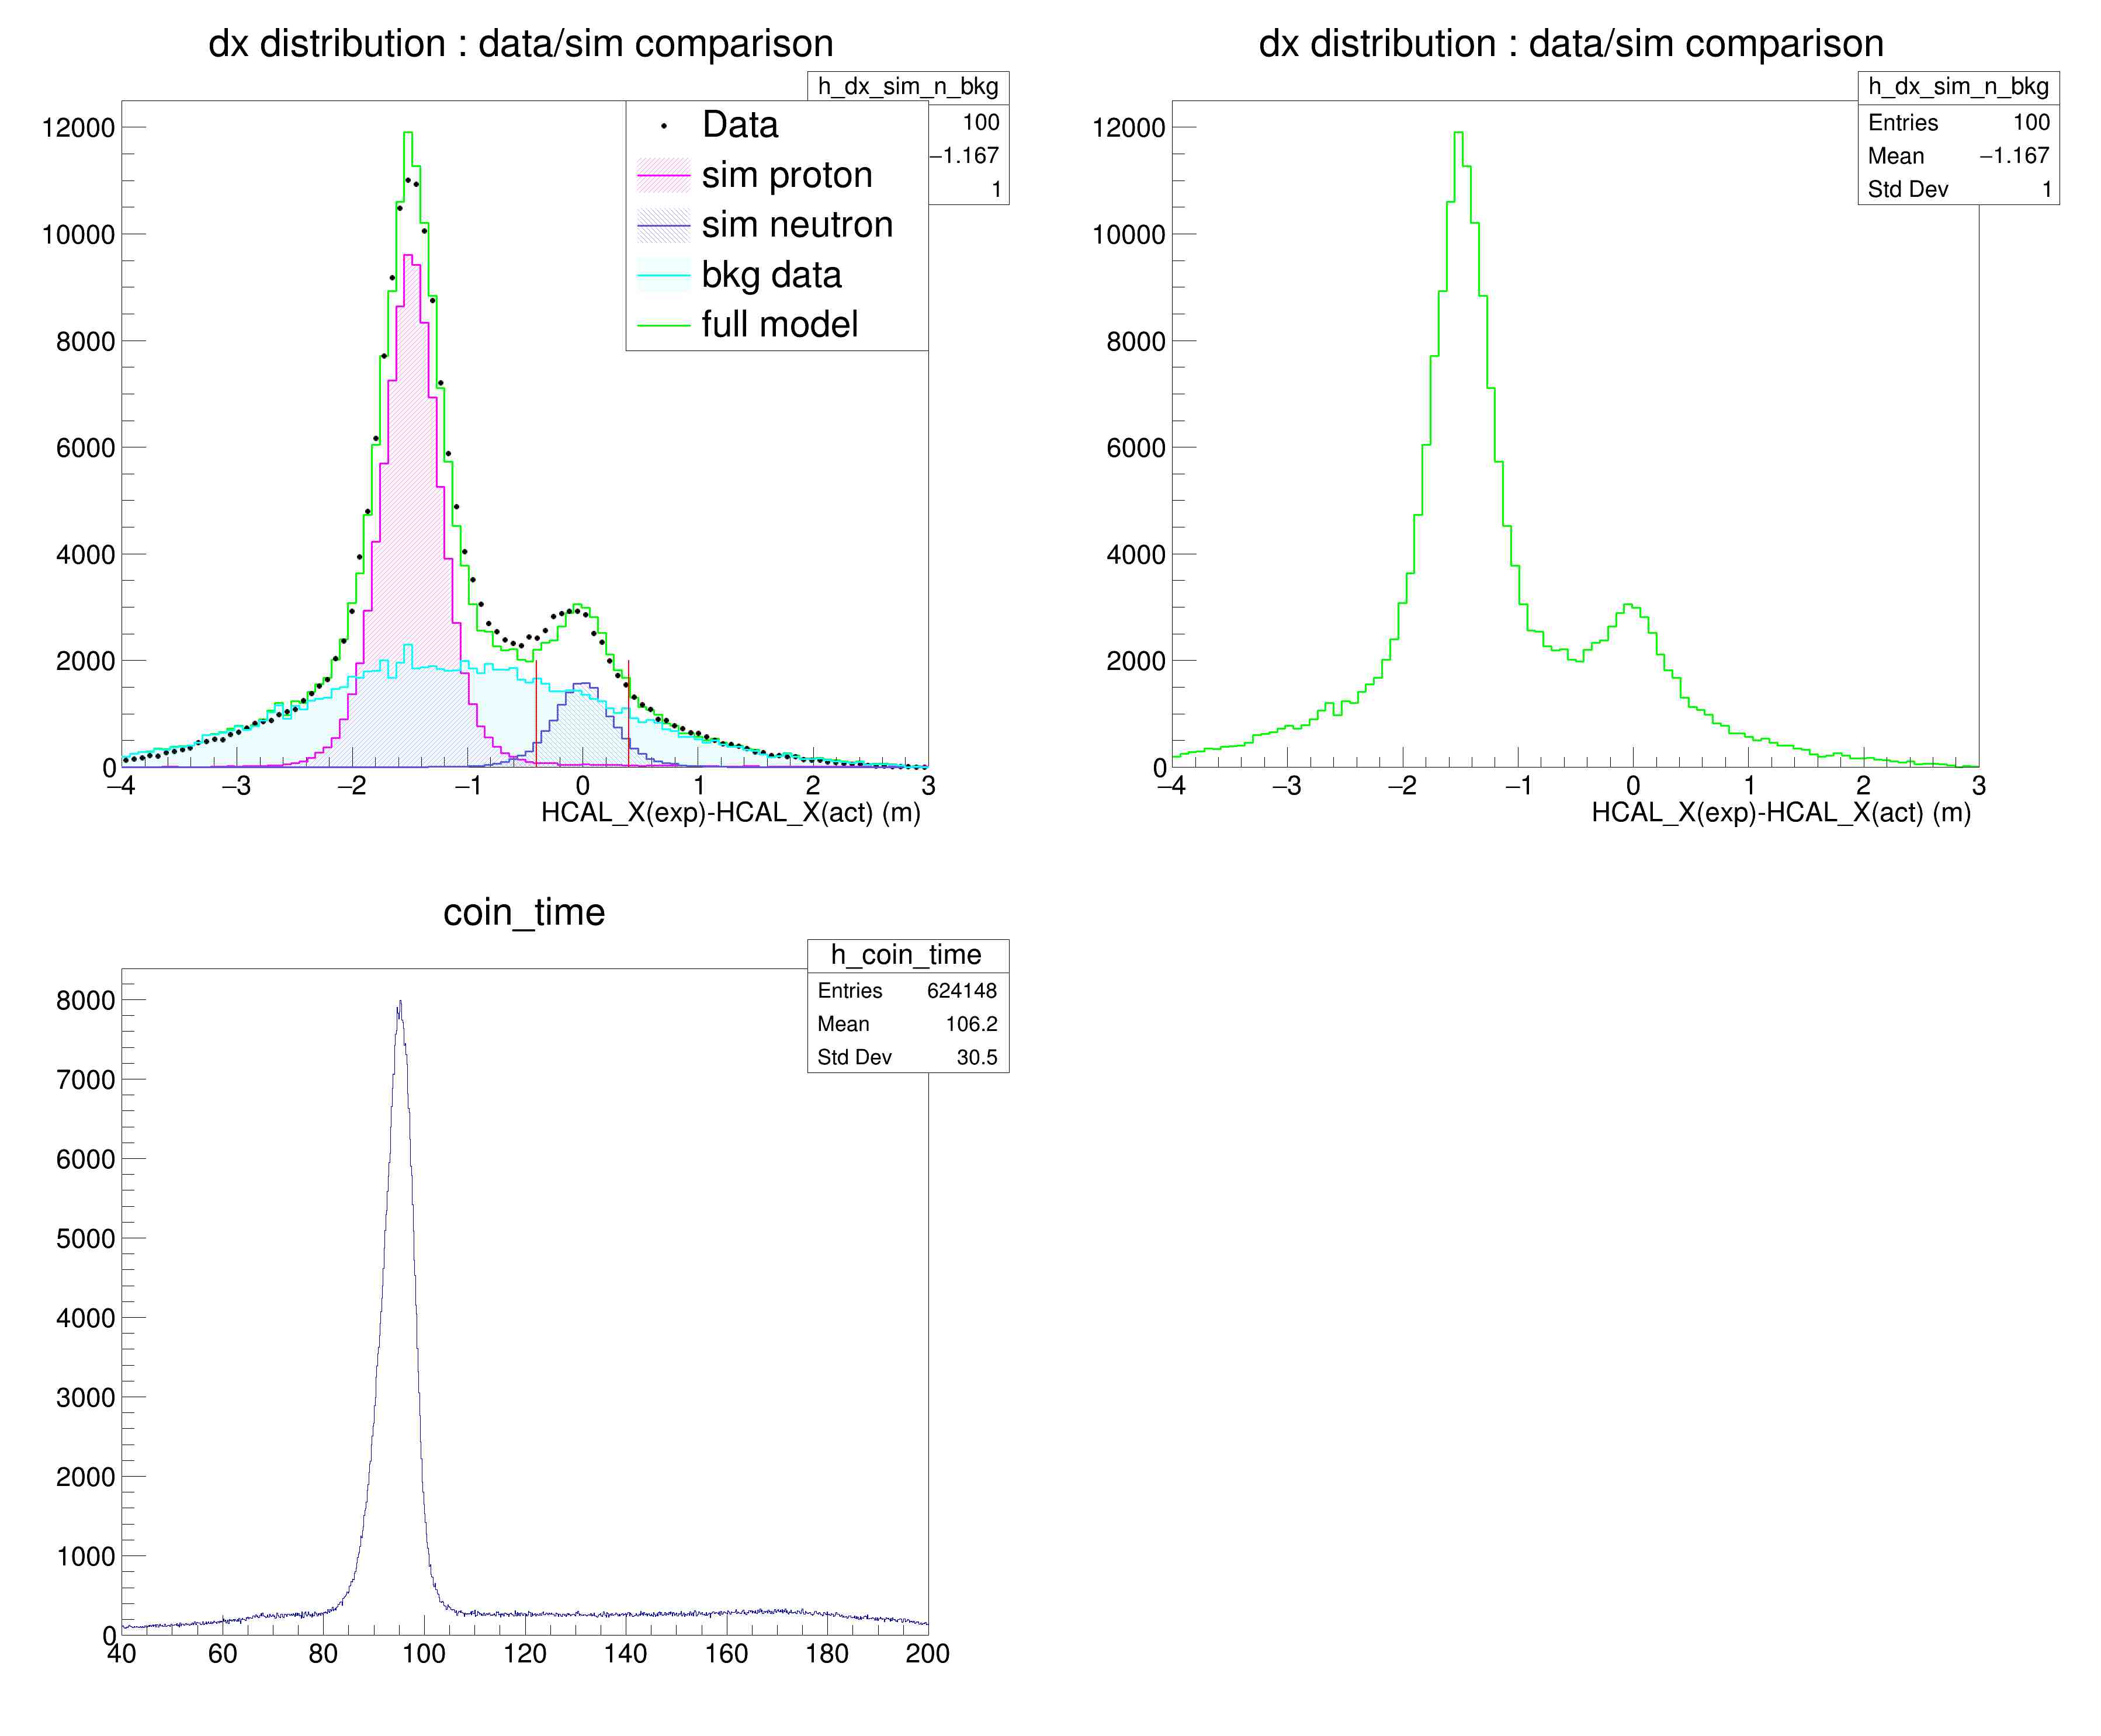 dx distribution : data/sim comparison
h_dx_sim_n_bkg
100
−1.167
1
Data
sim proton
sim neutron
bkg data
full model
12000
10000
8000
6000
4000
2000
0
−4 −3 −2 −1 0 1 2 3
HCAL_X(exp)-HCAL_X(act) (m)
dx distribution : data/sim comparison
h_dx_sim_n_bkg
Entries 100
Mean −1.167
Std Dev 1
12000
10000
8000
6000
4000
2000
0
−4 −3 −2 −1 0 1 2 3
HCAL_X(exp)-HCAL_X(act) (m)
coin_time
h_coin_time
Entries 624148
Mean 106.2
Std Dev 30.5
8000
7000
6000
5000
4000
3000
2000
1000
0
40 60 80 100 120 140 160 180 200